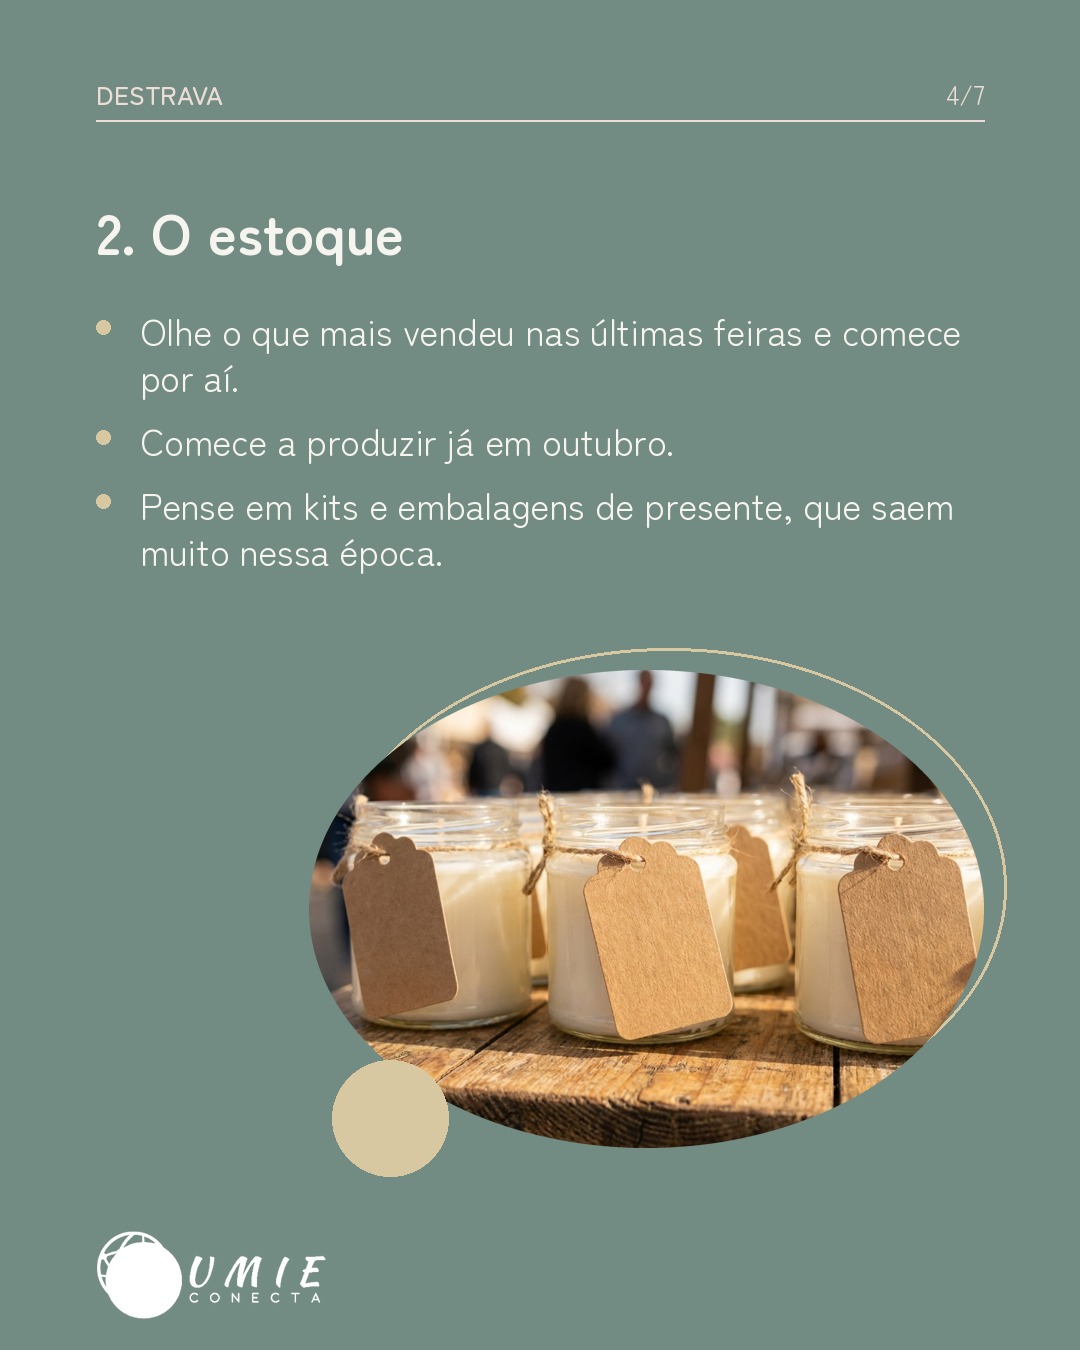 DESTRAVA
4/7
2. O estoque
Olhe o que mais vendeu nas últimas feiras e comece
por aí.
Comece a produzir já em outubro.
Pense em kits e embalagens de presente, que saem
muito nessa época.
UMIE
CONECTA